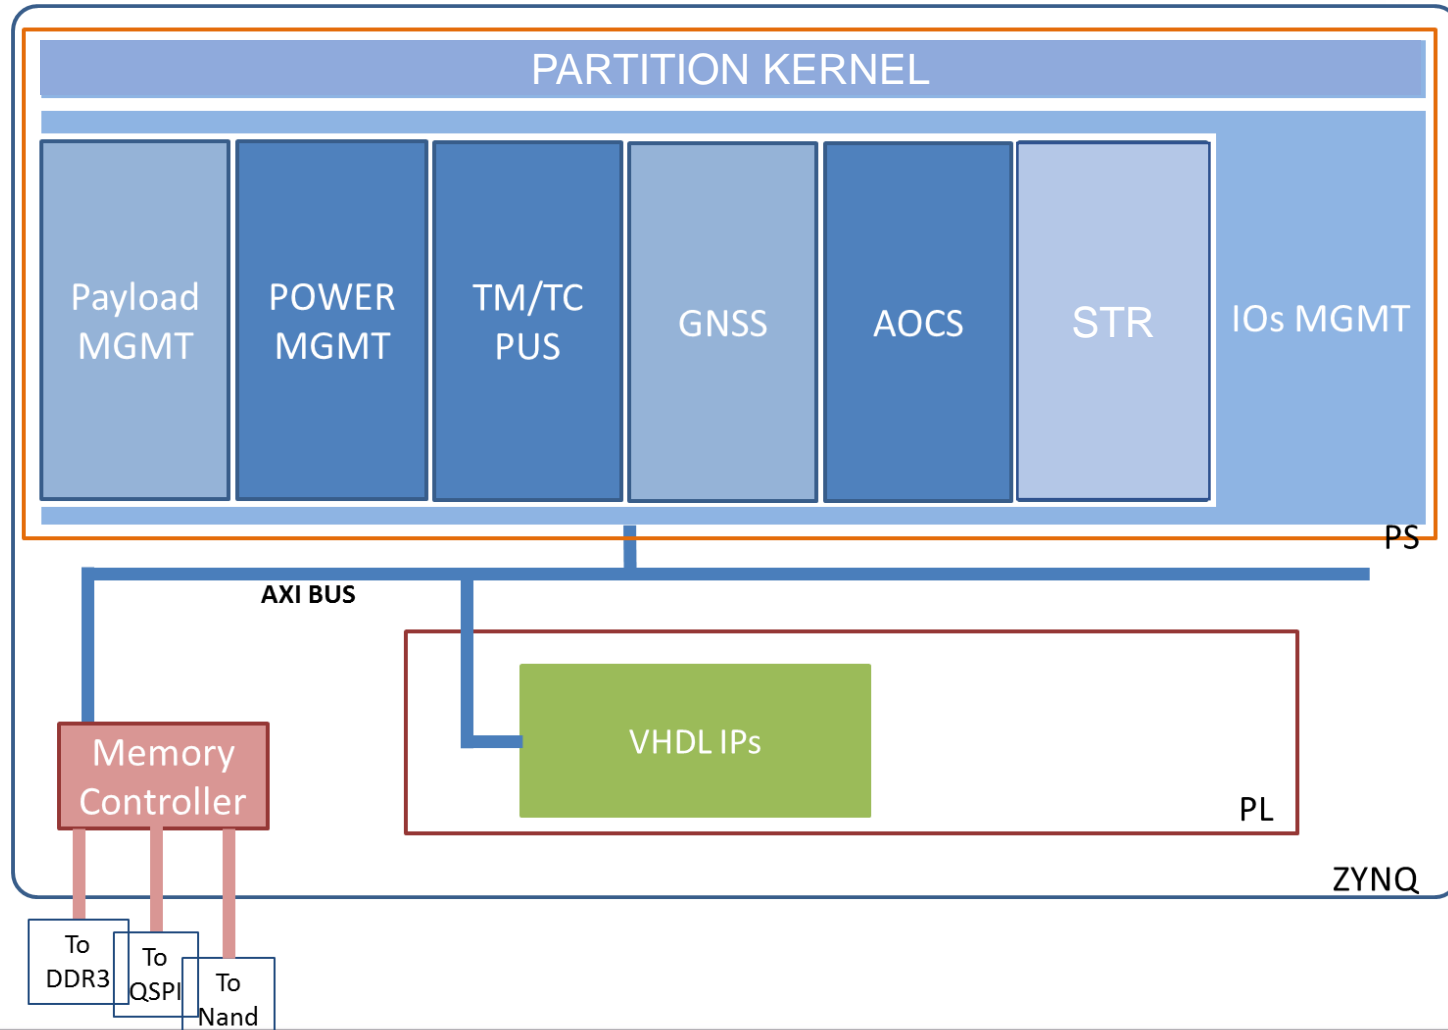 PARTITION KERNEL
Payload
MGMT
POWER
MGMT
TM/TC
PUS
GNSS
AOCS
STR
IOs MGMT
PS
AXI BUS
VHDL IPs
PL
Memory
Controller
ZYNQ
To
DDR3
To
QSPI
To
Nand